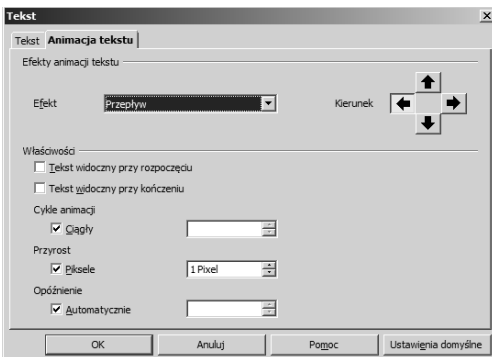 Tekst
Tekst Animacja tekstu
Efekty animacji tekstu
Efekt Przepływ Kierunek
Właściwości
Tekst widoczny przy rozpoczęciu
Tekst widoczny przy kończeniu
Cykle animacji
Ciągły
Przyrost
Piksele 1 Pixel
Opóźnienie
Automatycznie
OK Anuluj Pomoc Ustawienia domyślne